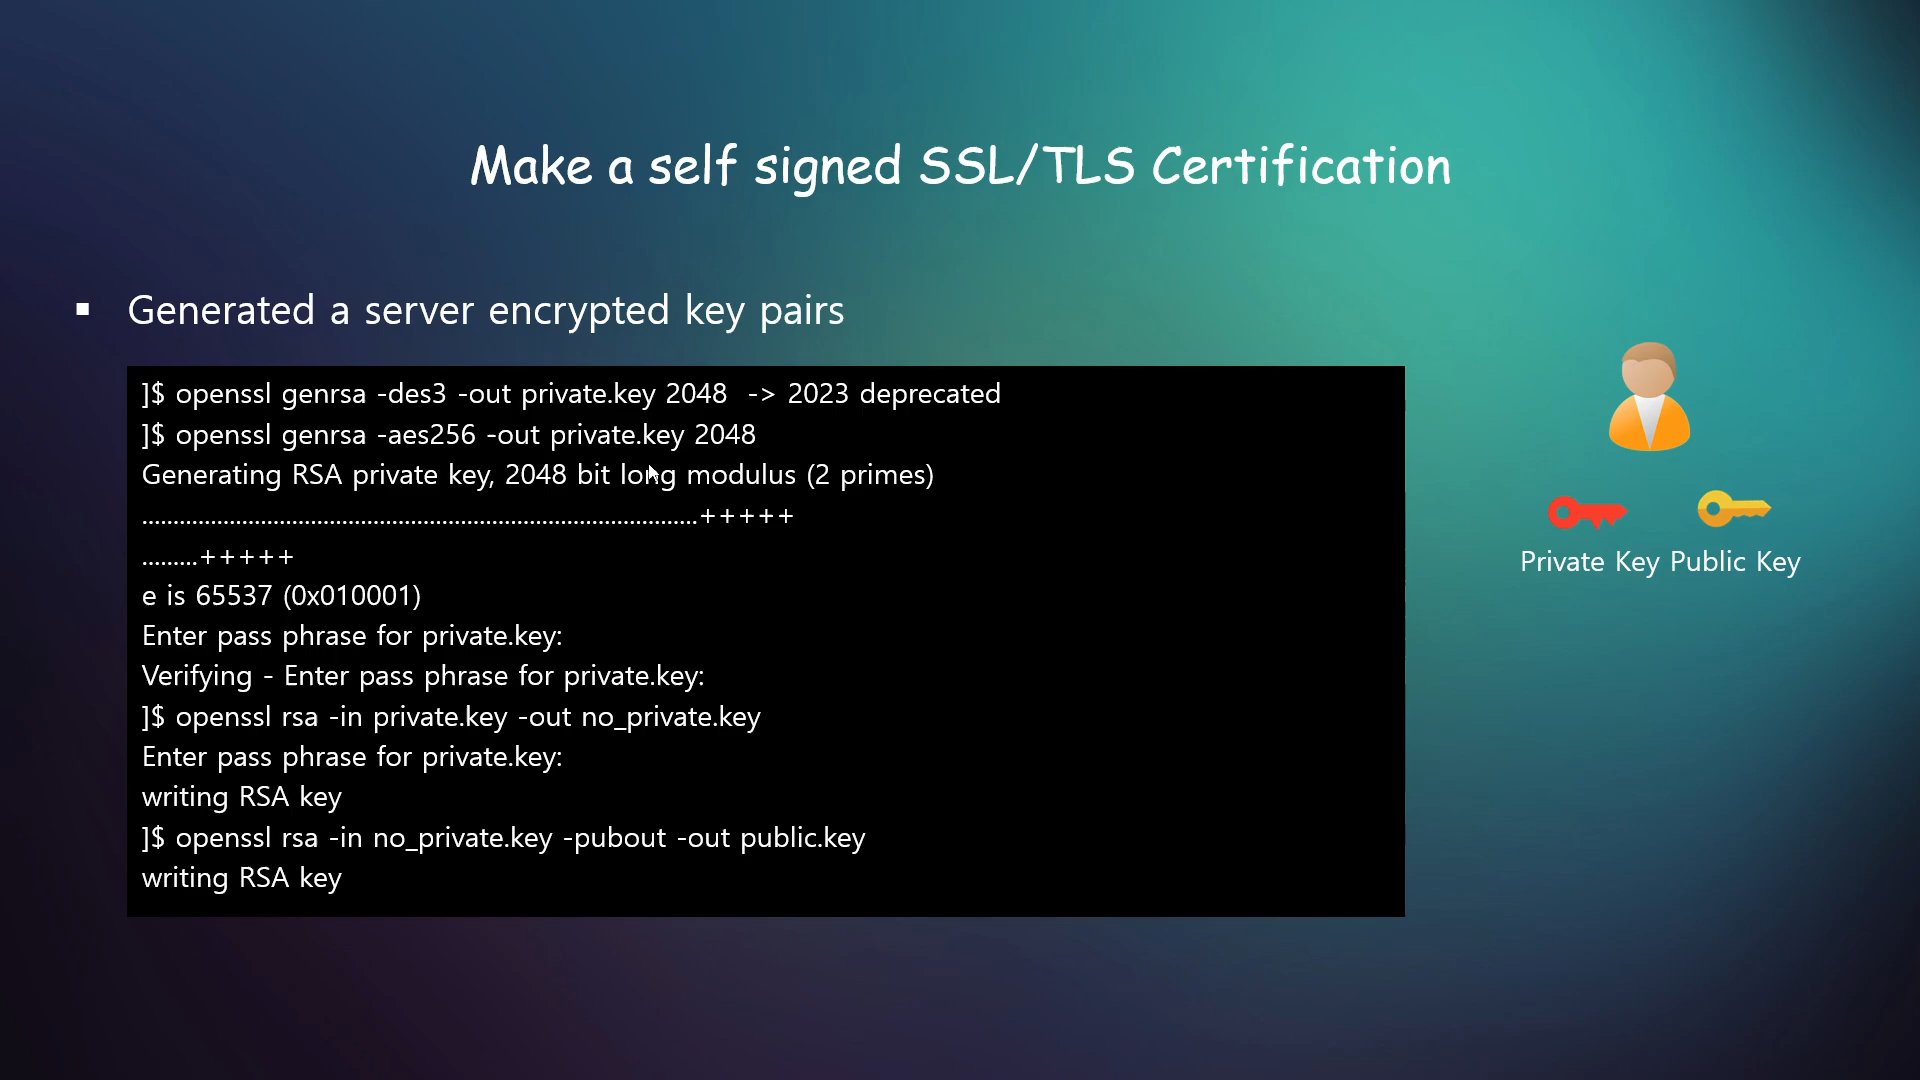 Make a self signed SSL/TLS Certification
▪ Generated a server encrypted key pairs
]$ openssl genrsa -des3 -out private.key 2048  -> 2023 deprecated
]$ openssl genrsa -aes256 -out private.key 2048
Generating RSA private key, 2048 bit long modulus (2 primes)
.........................................................................................+++++
.........+++++
e is 65537 (0x010001)
Enter pass phrase for private.key:
Verifying - Enter pass phrase for private.key:
]$ openssl rsa -in private.key -out no_private.key
Enter pass phrase for private.key:
writing RSA key
]$ openssl rsa -in no_private.key -pubout -out public.key
writing RSA key
Private Key Public Key